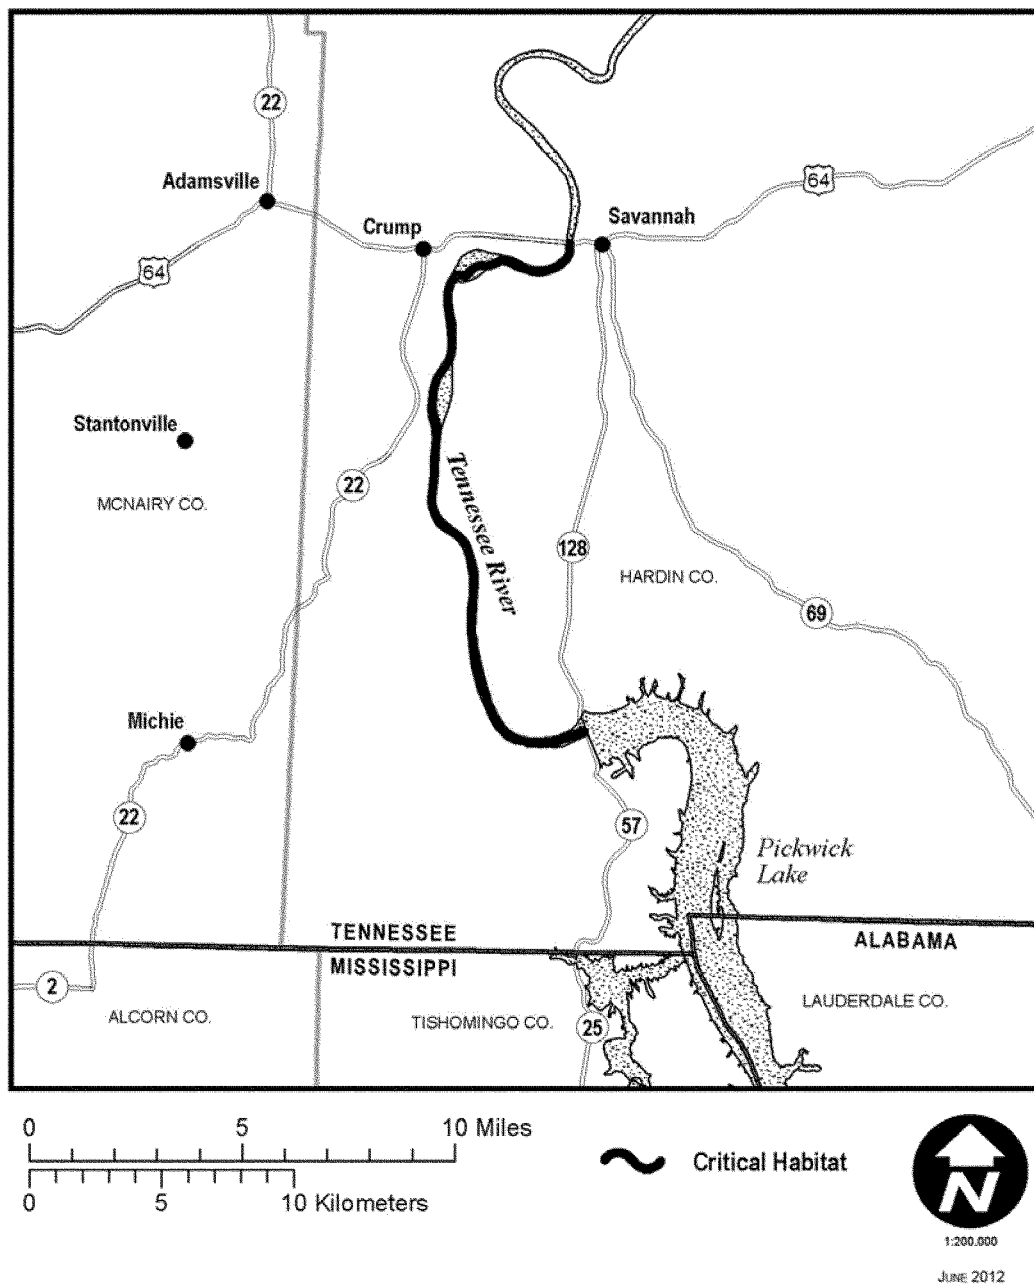 22
64
Adamsville
Savannah
Crump
64
Stantonville
22
MCNAIRY CO.
Tennessee River
128
HARDIN CO.
69
Michie
22
57
Pickwick
Lake
TENNESSEE
ALABAMA
MISSISSIPPI
2
LAUDERDALE CO.
ALCORN CO.
TISHOMINGO CO.
25
0 5 10 Miles
0 5 10 Kilometers
Critical Habitat
N
1:200,000
JUNE 2012